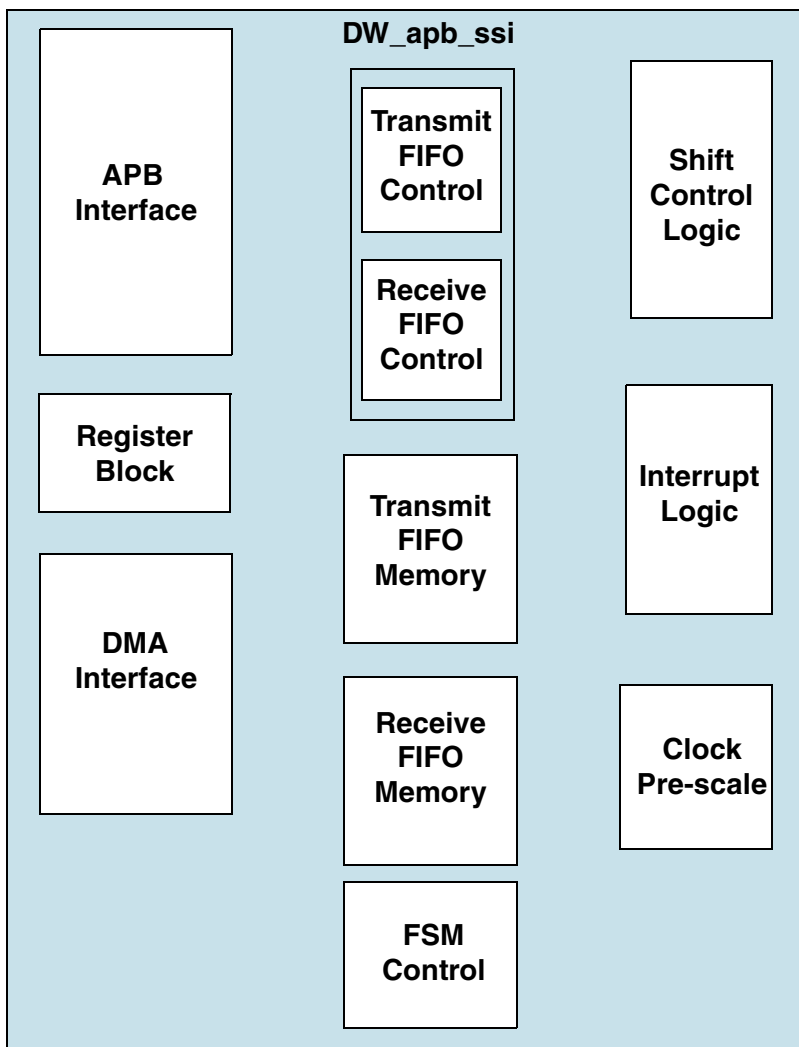 DW_apb_ssi
APB
Interface
Register
Block
DMA
Interface
Transmit
FIFO
Control
Receive
FIFO
Control
Transmit
FIFO
Memory
Receive
FIFO
Memory
FSM
Control
Shift
Control
Logic
Interrupt
Logic
Clock
Pre-scale